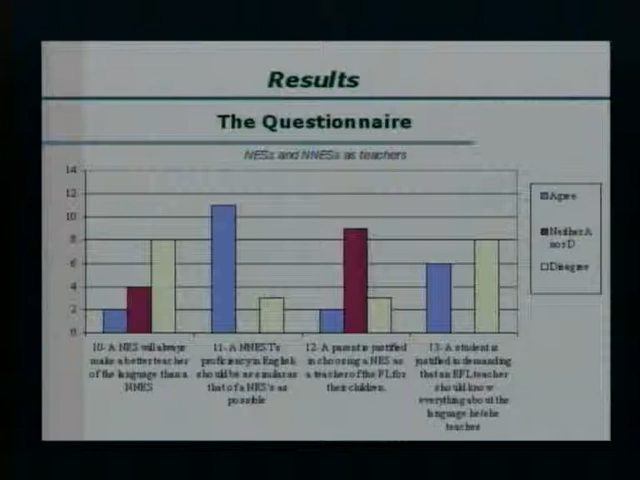 Results
The Questionnaire
NESs and NNESs as teachers
14
12
10
8
6
4
2
0
Agree
Neither A
nor D
Disagree
10- A NES will always
make a better teacher
of the language than a
NNES
11- A NNEST's
proficiency in English
should be as similar as
that of a NES's as
possible
12- A parent is justified
in choosing a NES as
a teacher of the FL for
their children.
13- A student is
justified in demanding
that an EFL teacher
should know
everything about the
language he/she
teaches